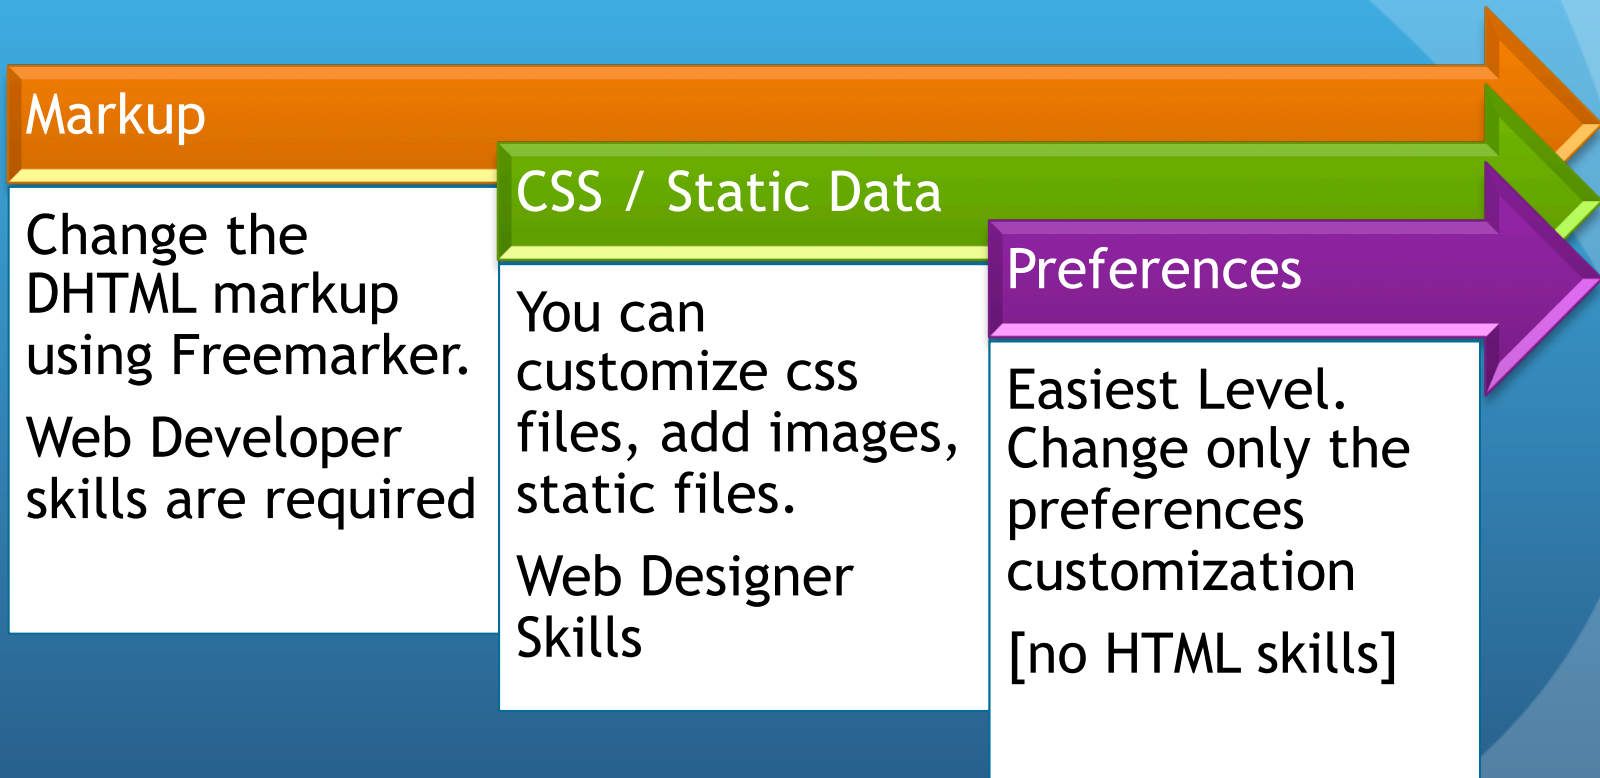 Markup
Change the
DHTML markup
using Freemarker.
Web Developer
skills are required
CSS / Static Data
You can
customize css
files, add images,
static files.
Web Designer
Skills
Preferences
Easiest Level.
Change only the
preferences
customization
[no HTML skills]